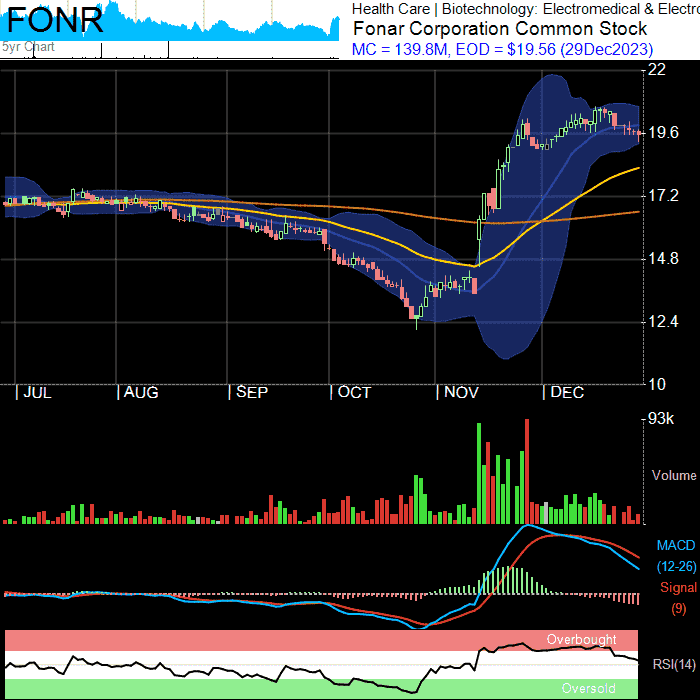 FONR
5yr Chart
Health Care | Biotechnology: Electromedical & Electro
Fonar Corporation Common Stock
MC = 139.8M, EOD = $19.56 (29Dec2023)
22
19.6
17.2
14.8
12.4
10
| JUL | AUG | SEP | OCT | NOV | DEC
93k
Volume
MACD
(12-26)
Signal
(9)
Overbought
RSI(14)
Oversold